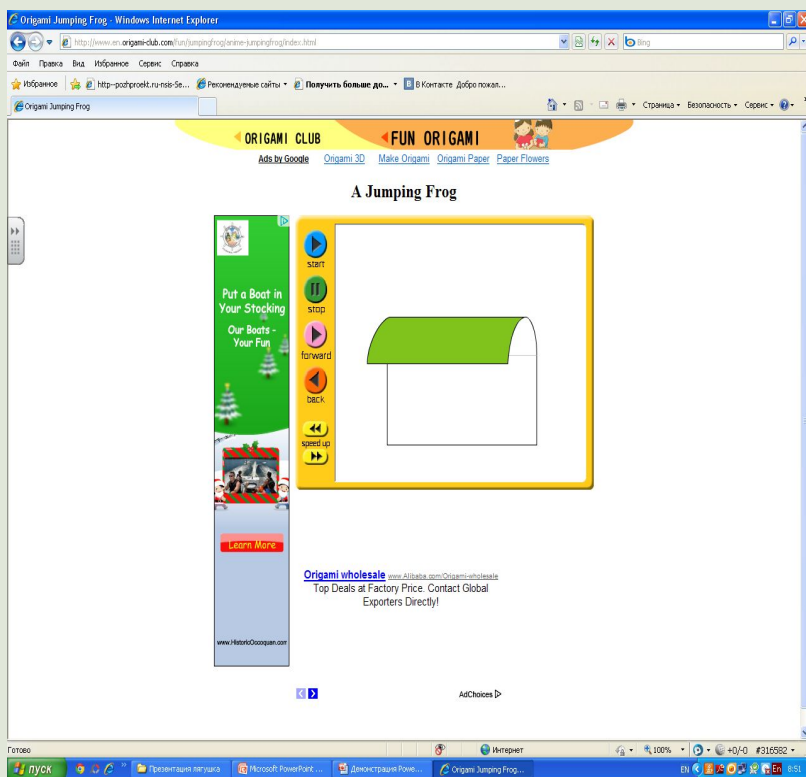 Origami Jumping Frog - Windows Internet Explorer
http://www.en.origami-club.com/fun/jumpingfrog/anime-jumpingfrog/index.html
Bing
Файл Правка Вид Избранное Сервис Справка
Избранное http--pozhproekt.ru-nsis-5e... Рекомендуемые сайты Получить больше до... В Контакте Добро пожал...
Origami Jumping Frog
Страница Безопасность Сервис
ORIGAMI CLUB FUN ORIGAMI
Ads by Google Origami 3D Make Origami Origami Paper Paper Flowers
A Jumping Frog
Put a Boat in
Your Stocking
Our Boats -
Your Fun
Learn More
www.HistoricOccoquan.com
start
stop
forward
back
speed up
Origami wholesale www.Alibaba.com/Origami-wholesale
Top Deals at Factory Price. Contact Global
Exporters Directly!
AdChoices
Готово Интернет 100% +0/-0 #316582
пуск Презентация лягушка Microsoft PowerPoint ... Демонстрация Powe... Origami Jumping Frog... EN 8:51